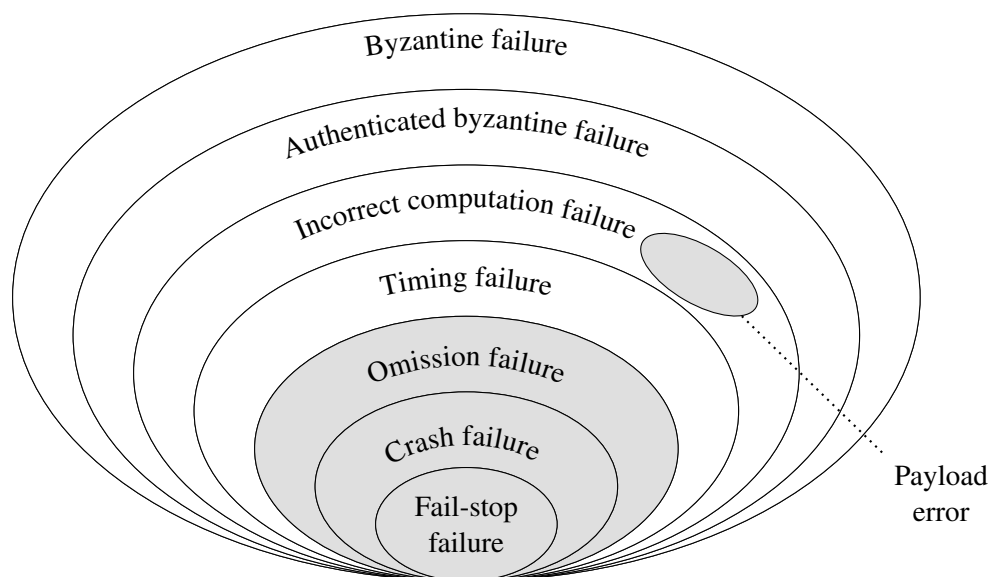 Byzantine failure
Authenticated byzantine failure
Incorrect computation failure
Timing failure
Omission failure
Crash failure
Fail-stop
failure
Payload
error